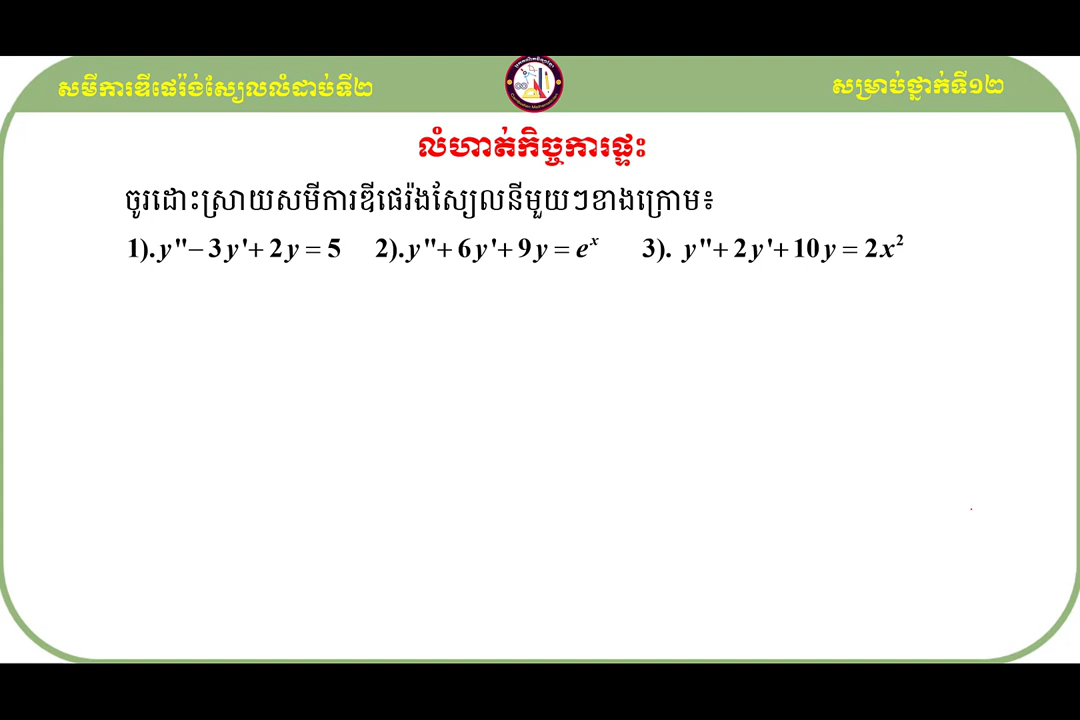 សមីការឌីផេរ៉ង់ស្យែលលំដាប់ទី២
សម្រាប់ថ្នាក់ទី១២
លំហាត់កិច្ចការផ្ទះ
ចូរដោះស្រាយសមីការឌីផេរ៉ងស្យែលនីមួយៗខាងក្រោម៖
1). y'' − 3y' + 2y = 5 2). y'' + 6y' + 9y = eˣ 3). y'' + 2y' + 10y = 2x²